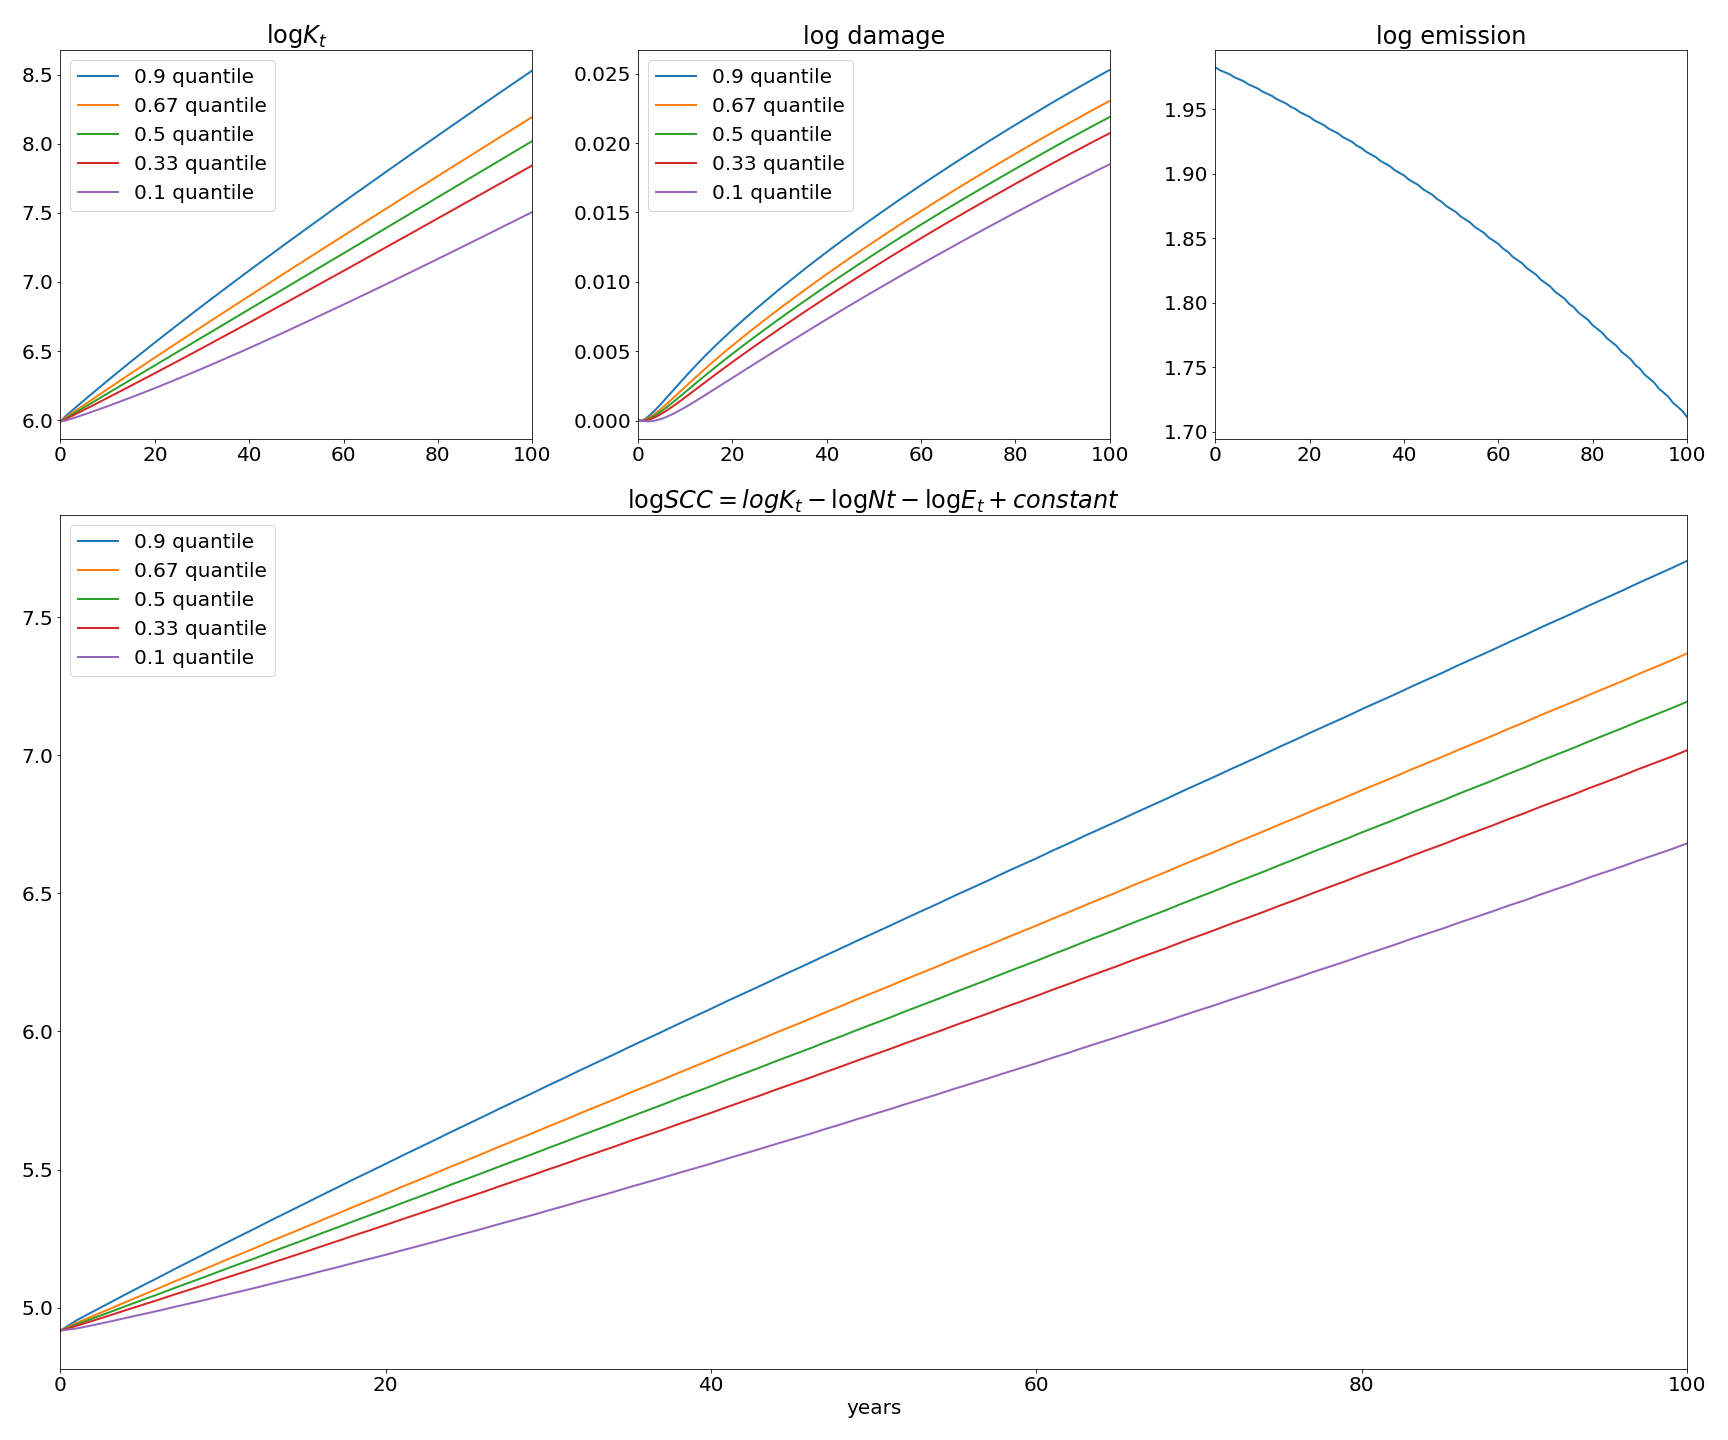 logK_t
8.5
8.0
7.5
7.0
6.5
6.0
0.9 quantile
0.67 quantile
0.5 quantile
0.33 quantile
0.1 quantile
0 20 40 60 80 100
log damage
0.025
0.020
0.015
0.010
0.005
0.000
0.9 quantile
0.67 quantile
0.5 quantile
0.33 quantile
0.1 quantile
0 20 40 60 80 100
log emission
1.95
1.90
1.85
1.80
1.75
1.70
0 20 40 60 80 100
logSCC = logK_t − logNt − logE_t + constant
7.5
7.0
6.5
6.0
5.5
5.0
0.9 quantile
0.67 quantile
0.5 quantile
0.33 quantile
0.1 quantile
0 20 40 60 80 100
years